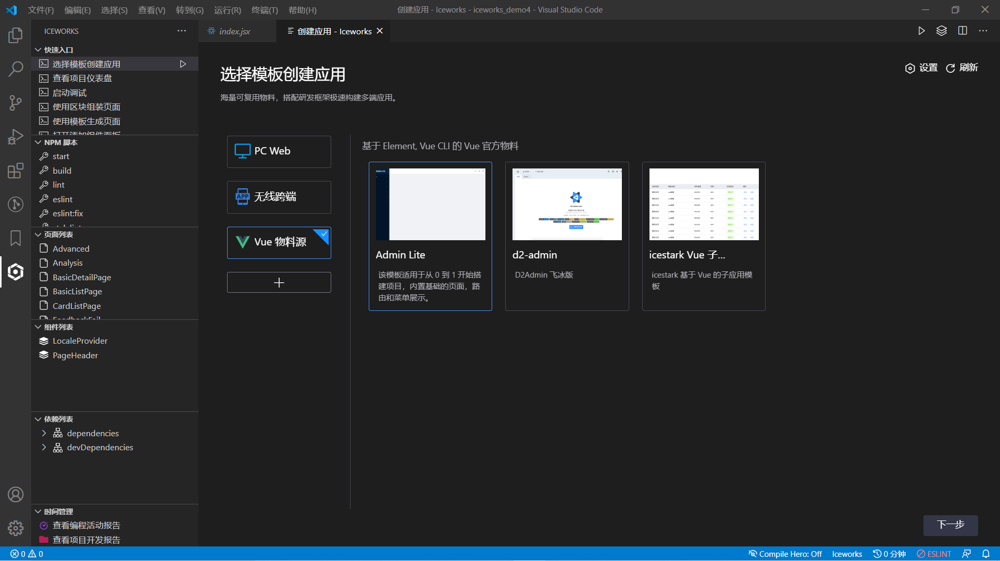 文件(F) 编辑(E) 选择(S) 查看(V) 转到(G) 运行(R) 终端(T) 帮助(H)
创建应用 - Iceworks - iceworks_demo4 - Visual Studio Code
ICEWORKS
快速入口
选择模板创建应用
查看项目仪表盘
启动调试
使用区块组装页面
使用模板生成页面
NPM 脚本
start
build
lint
eslint
eslint:fix
页面列表
Advanced
Analysis
BasicDetailPage
BasicListPage
CardListPage
组件列表
LocaleProvider
PageHeader
依赖列表
dependencies
devDependencies
时间管理
查看编程活动报告
查看项目开发报告
index.jsx
创建应用 - Iceworks
选择模板创建应用
海量可复用物料，搭配研发框架极速构建多端应用。
设置 刷新
PC Web
APP
无线跨端
Vue 物料源
基于 Element, Vue CLI 的 Vue 官方物料
Admin Lite
该模板适用于从 0 到 1 开始搭
建项目，内置基础的页面，路
由和菜单展示。
d2-admin
D2Admin 飞冰版
icestark Vue 子...
icestark 基于 Vue 的子应用模
板
下一步
0 0
Compile Hero: Off
Iceworks
0 分钟
ESLINT